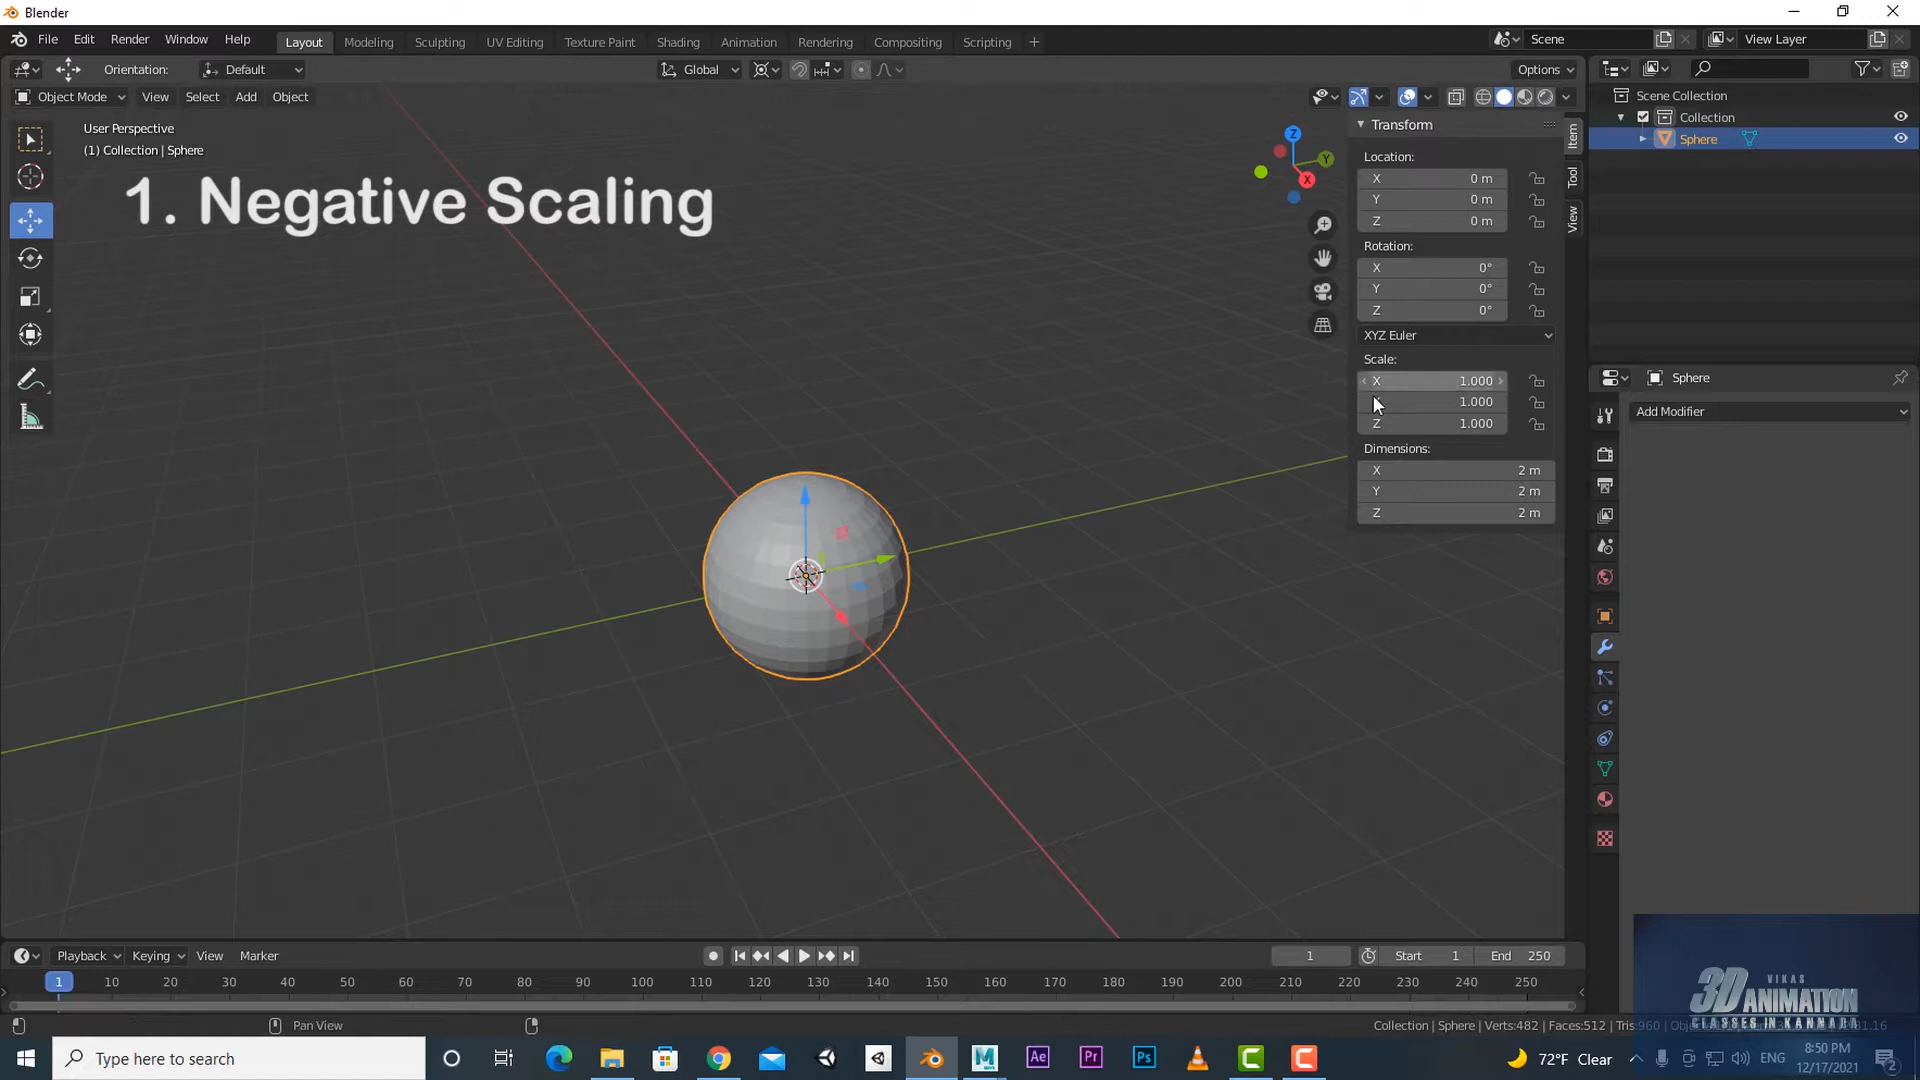 Blender
File Edit Render Window Help Layout Modeling Sculpting UV Editing Texture Paint Shading Animation Rendering Compositing Scripting + Scene View Layer
Orientation: Default Global Options
Object Mode View Select Add Object
User Perspective
(1) Collection | Sphere
1. Negative Scaling
Z
Y
X
Transform
Location:
X 0 m
Y 0 m
Z 0 m
Rotation:
X 0°
Y 0°
Z 0°
XYZ Euler
Scale:
X 1.000
1.000
Z 1.000
Dimensions:
X 2 m
Y 2 m
Z 2 m
Item
Tool
View
Scene Collection
Collection
Sphere
Sphere
Add Modifier
Playback Keying View Marker 1 Start 1 End 250
1 10 20 30 40 50 60 70 80 90 100 110 120 130 140 150 160 170 180 190 200 210 220 230 240 250
Pan View
Collection | Sphere | Verts:482 | Faces:512 | Tris:960
VIKAS
3D
ANIMATION
CLASSES IN KANNADA
Type here to search
Ae Pr Ps
72°F Clear
ENG
8:50 PM
12/17/2021
2